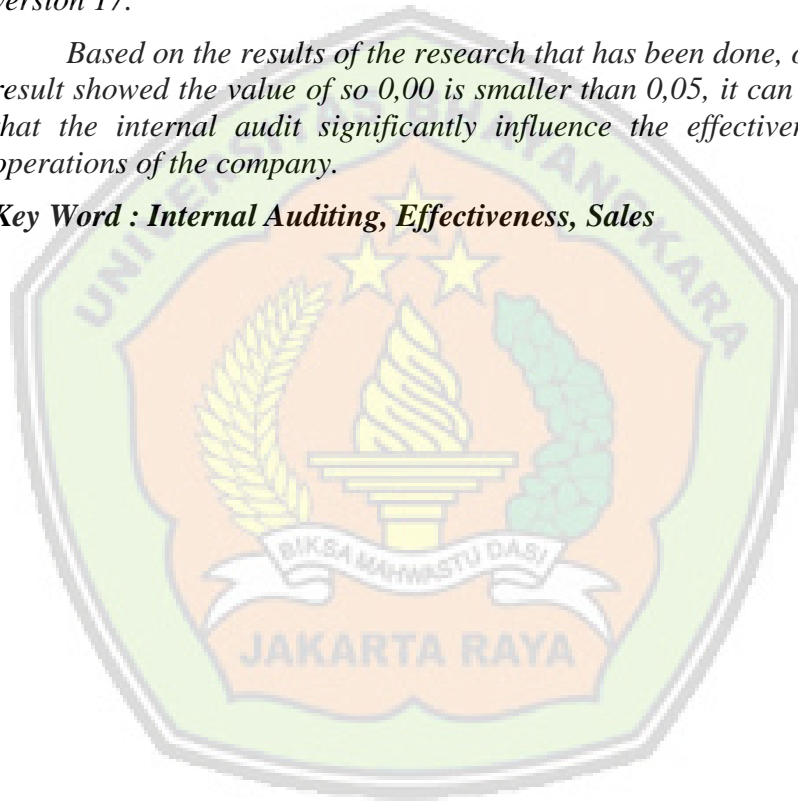 version 17.
Based on the results of the research that has been done,
result showed the value of so 0,00 is smaller than 0,05, it can
that the internal audit significantly influence the
operations of the company.
Key Word : Internal Auditing, Effectiveness, Sales
UNIVERSITAS BHAYANGKARA
BIKSA MAHWASTU DASI
JAKARTA RAYA